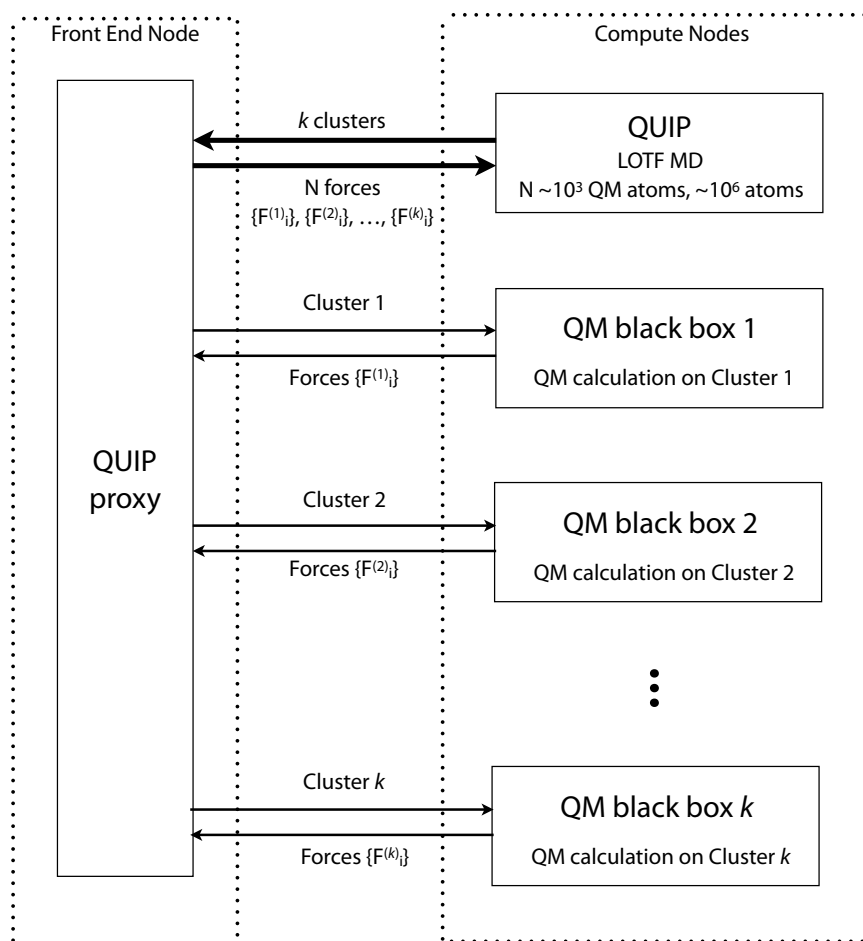 Front End Node
Compute Nodes
k clusters
N forces
{F⁽¹⁾ᵢ}, {F⁽²⁾ᵢ}, …, {F⁽ᵏ⁾ᵢ}
QUIP
LOTF MD
N ~10³ QM atoms, ~10⁶ atoms
Cluster 1
Forces {F⁽¹⁾ᵢ}
QM black box 1
QM calculation on Cluster 1
QUIP
proxy
Cluster 2
Forces {F⁽²⁾ᵢ}
QM black box 2
QM calculation on Cluster 2
Cluster k
Forces {F⁽ᵏ⁾ᵢ}
QM black box k
QM calculation on Cluster k